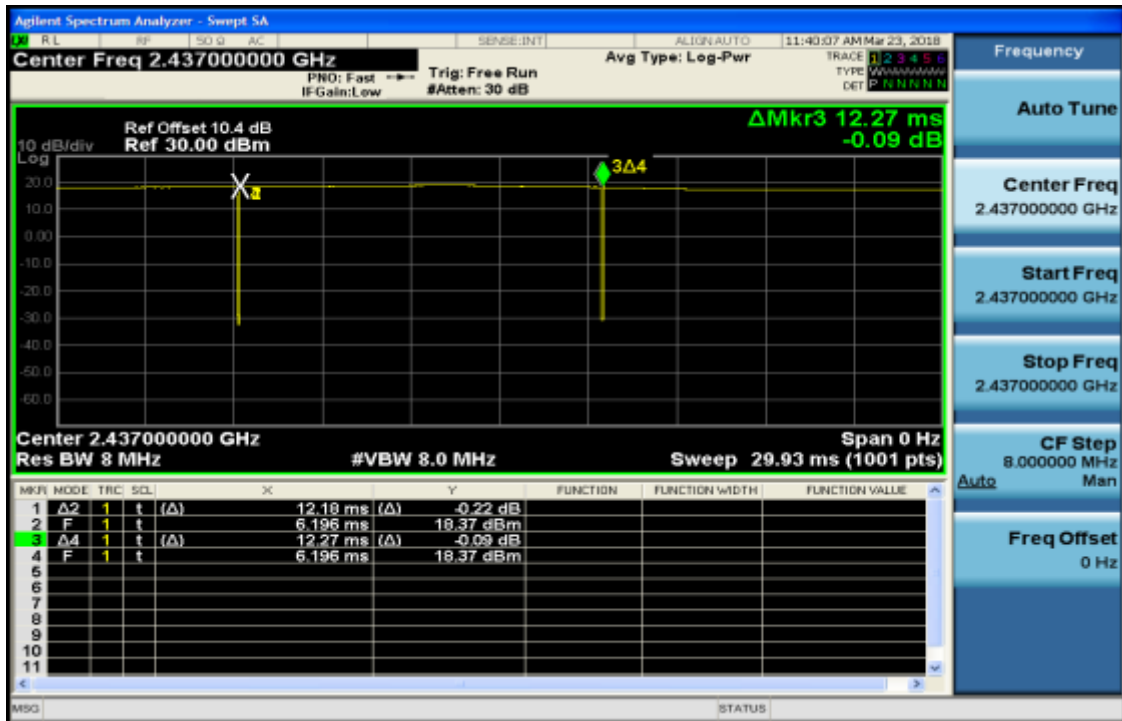 Agilent Spectrum Analyzer - Swept SA
RL RF 50 Ω AC SENSE:INT ALIGNAUTO 11:40:07 AM Mar 23, 2018
Center Freq 2.437000000 GHz
PNO: Fast
IFGain:Low
Trig: Free Run
#Atten: 30 dB
Avg Type: Log-Pwr
TRACE 1 2 3 4 5 6
TYPE WWWWWWW
DET P N N N N N
Ref Offset 10.4 dB
10 dB/div Ref 30.00 dBm
Log
ΔMkr3 12.27 ms
-0.09 dB
20.0
10.0
0.00
-10.0
-20.0
-30.0
-40.0
-50.0
-60.0
3Δ4
Center 2.437000000 GHz Span 0 Hz
Res BW 8 MHz #VBW 8.0 MHz Sweep 29.93 ms (1001 pts)
MKR MODE TRC SCL X Y FUNCTION FUNCTION WIDTH FUNCTION VALUE
1 Δ2 1 t (Δ) 12.18 ms (Δ) -0.22 dB
2 F 1 t 6.196 ms 18.37 dBm
3 Δ4 1 t (Δ) 12.27 ms (Δ) -0.09 dB
4 F 1 t 6.196 ms 18.37 dBm
5
6
7
8
9
10
11
MSG STATUS
Frequency
Auto Tune
Center Freq
2.437000000 GHz
Start Freq
2.437000000 GHz
Stop Freq
2.437000000 GHz
CF Step
8.000000 MHz
Auto Man
Freq Offset
0 Hz